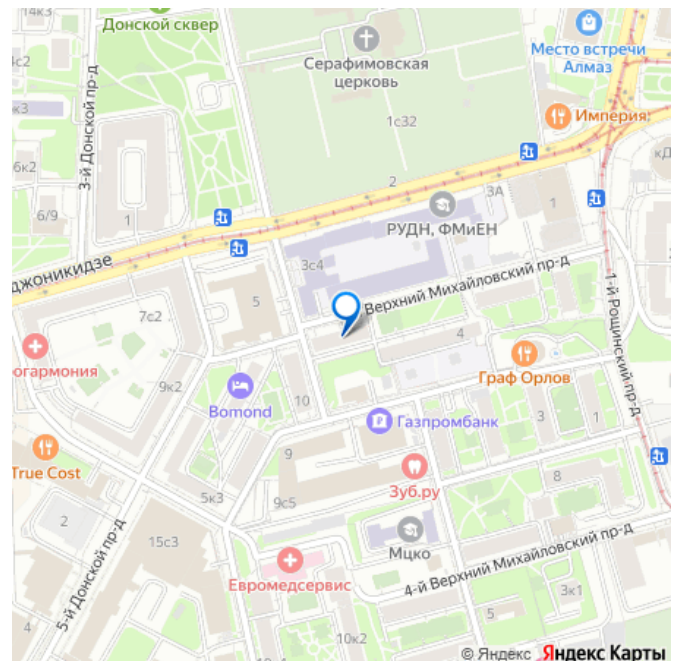 14к3
Донской сквер
Серафимовская
церковь
Место встречи
Алмаз
4с2
к3
3-й Донской пр-д
1с32
Империя
6к2
кД
2
3А
6/9
1
1
РУДН, ФМиЕН
джоникидзе
3с4
Верхний Михайловский пр-д
1-й Рощинский пр-д
5
7с2
4
огармония
Граф Орлов
9к2
Bomond
10
Газпромбанк
3
1
True Cost
9
Зуб.ру
8
5к3
9с5
2
15с3
Мцко
4-й Верхний Михайловский пр-д
5-й Донской пр-д
Евромедсервис
3к1
5
4
10к2
© Яндекс Яндекс Карты